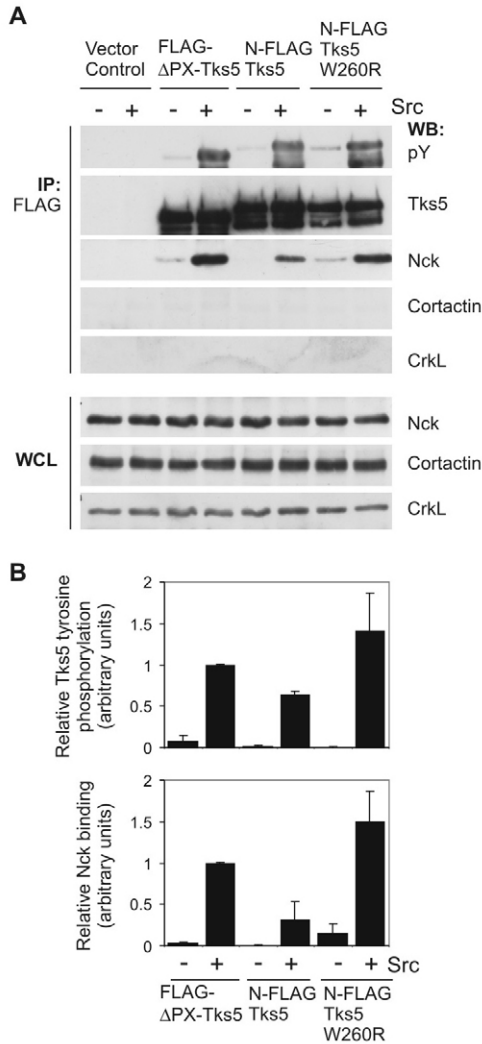 A
Vector
Control
FLAG-
ΔPX-Tks5
N-FLAG
Tks5
N-FLAG
Tks5
W260R
- + - + - + - + Src
WB:
IP:
FLAG
pY
Tks5
Nck
Cortactin
CrkL
WCL
Nck
Cortactin
CrkL
B
Relative Tks5 tyrosine
phosphorylation
(arbitrary units)
2
1.5
1
0.5
0
Relative Nck binding
(arbitrary units)
2
1.5
1
0.5
0
- + - + - + Src
FLAG-
ΔPX-Tks5
N-FLAG
Tks5
N-FLAG
Tks5
W260R